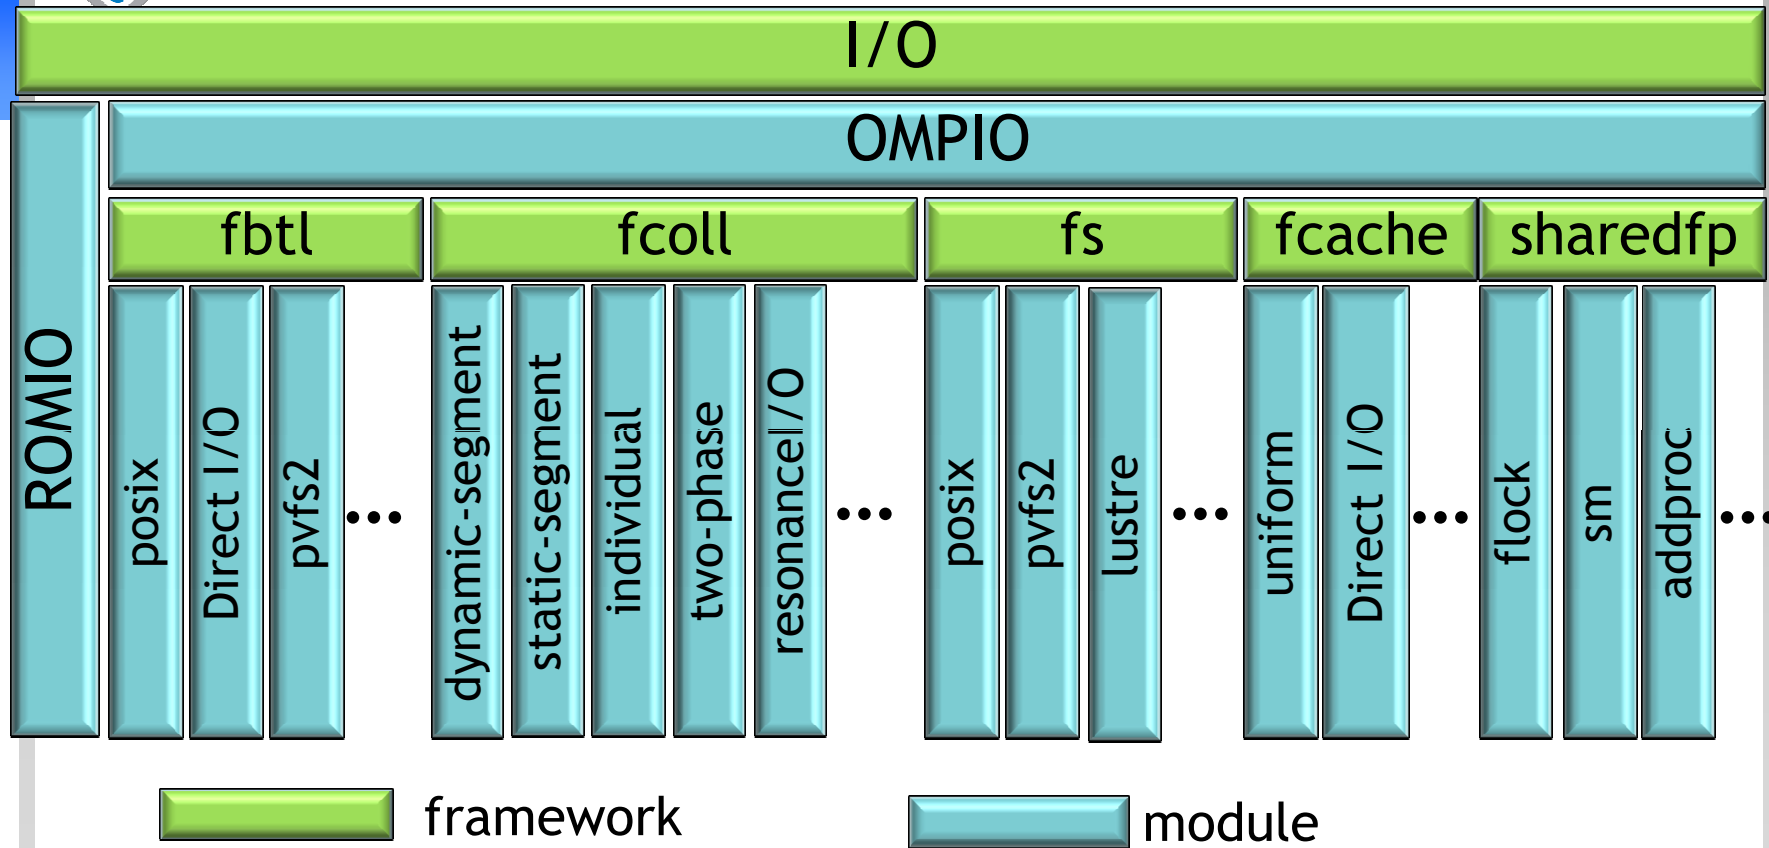 I/O
OMPIO
ROMIO
fbtl
fcoll
fs
fcache
sharedfp
posix
Direct I/O
pvfs2
...
dynamic-segment
static-segment
individual
two-phase
resonanceI/O
...
posix
pvfs2
lustre
...
uniform
Direct I/O
...
flock
sm
addproc
...
framework
module